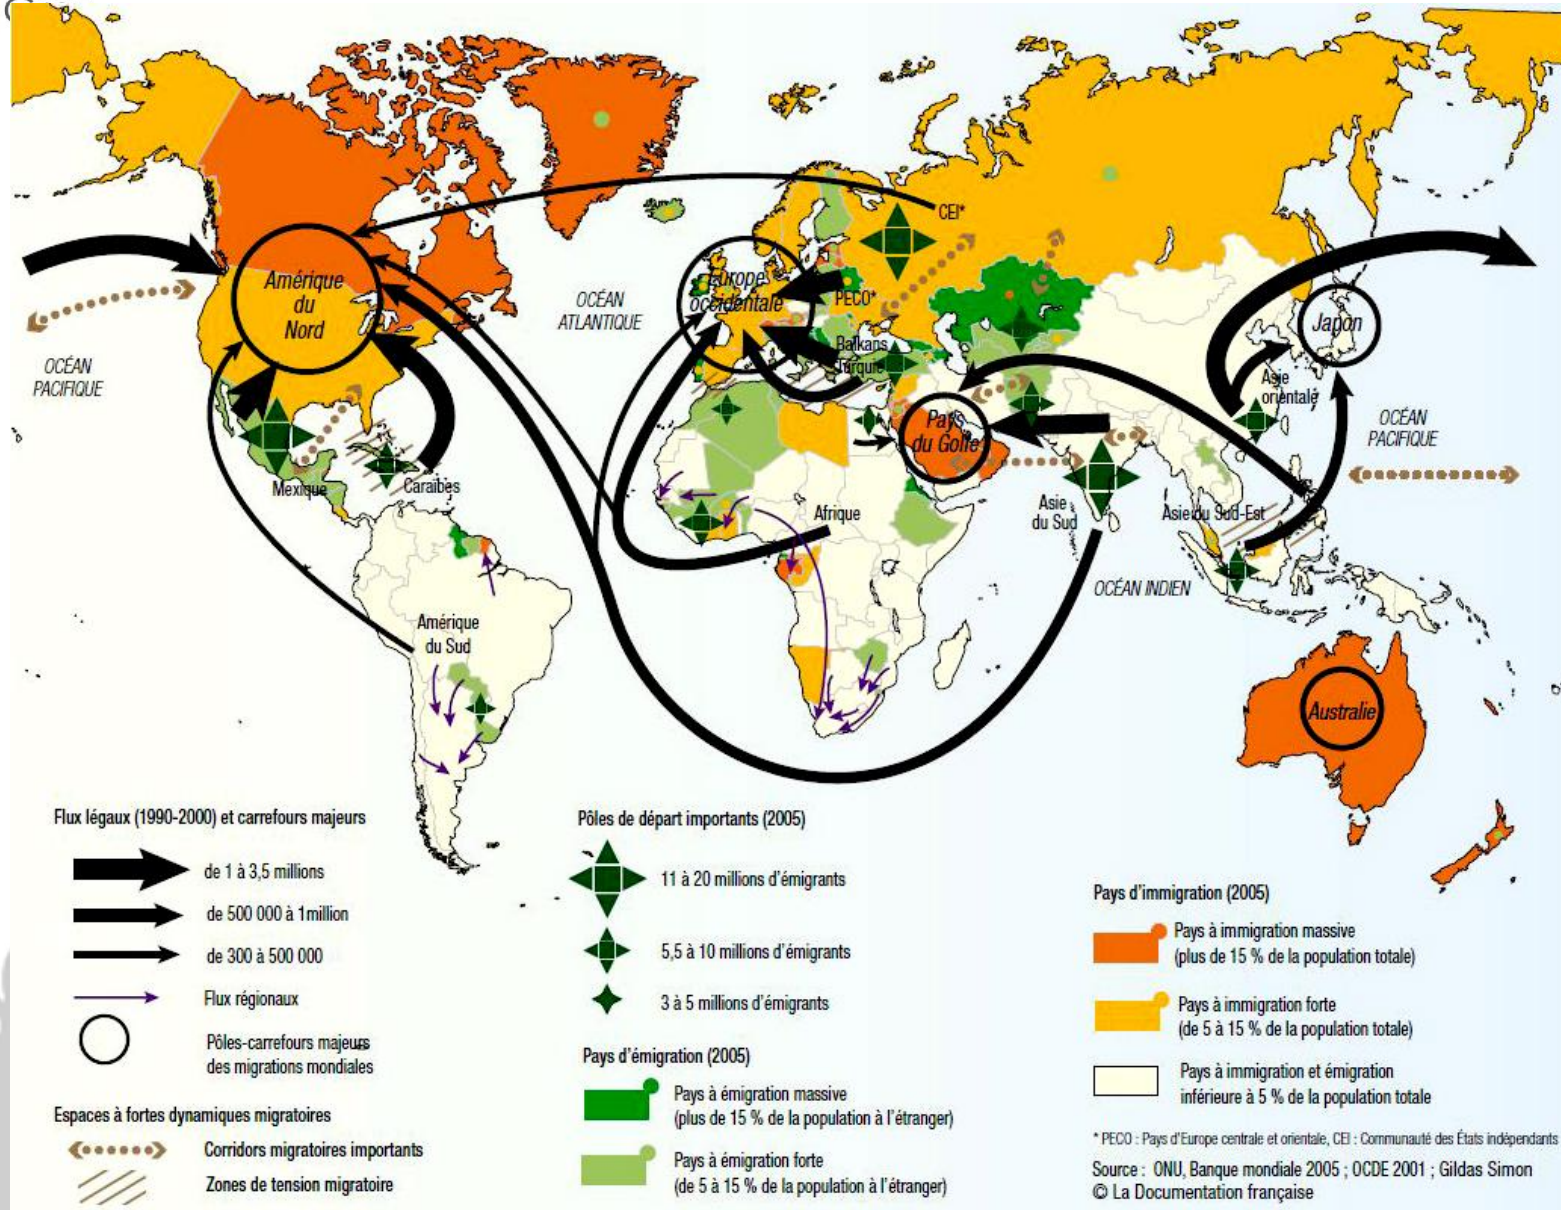 Amérique
du
Nord
OCÉAN
PACIFIQUE
OCÉAN
ATLANTIQUE
Europe
occidentale
CEI*
PECO*
Balkans
Turquie
Pays
du Golfe
Japon
Asie
orientale
OCÉAN
PACIFIQUE
Mexique
Caraïbes
Afrique
Asie
du Sud
Asie du Sud-Est
OCÉAN INDIEN
Amérique
du Sud
Australie
Flux légaux (1990-2000) et carrefours majeurs
de 1 à 3,5 millions
de 500 000 à 1million
de 300 à 500 000
Flux régionaux
Pôles-carrefours majeurs
des migrations mondiales
Espaces à fortes dynamiques migratoires
Corridors migratoires importants
Zones de tension migratoire
Pôles de départ importants (2005)
11 à 20 millions d'émigrants
5,5 à 10 millions d'émigrants
3 à 5 millions d'émigrants
Pays d'émigration (2005)
Pays à émigration massive
(plus de 15 % de la population à l'étranger)
Pays à émigration forte
(de 5 à 15 % de la population à l'étranger)
Pays d'immigration (2005)
Pays à immigration massive
(plus de 15 % de la population totale)
Pays à immigration forte
(de 5 à 15 % de la population totale)
Pays à immigration et émigration
inférieure à 5 % de la population totale
* PECO : Pays d'Europe centrale et orientale, CEI : Communauté des États indépendants
Source : ONU, Banque mondiale 2005 ; OCDE 2001 ; Gildas Simon
© La Documentation française